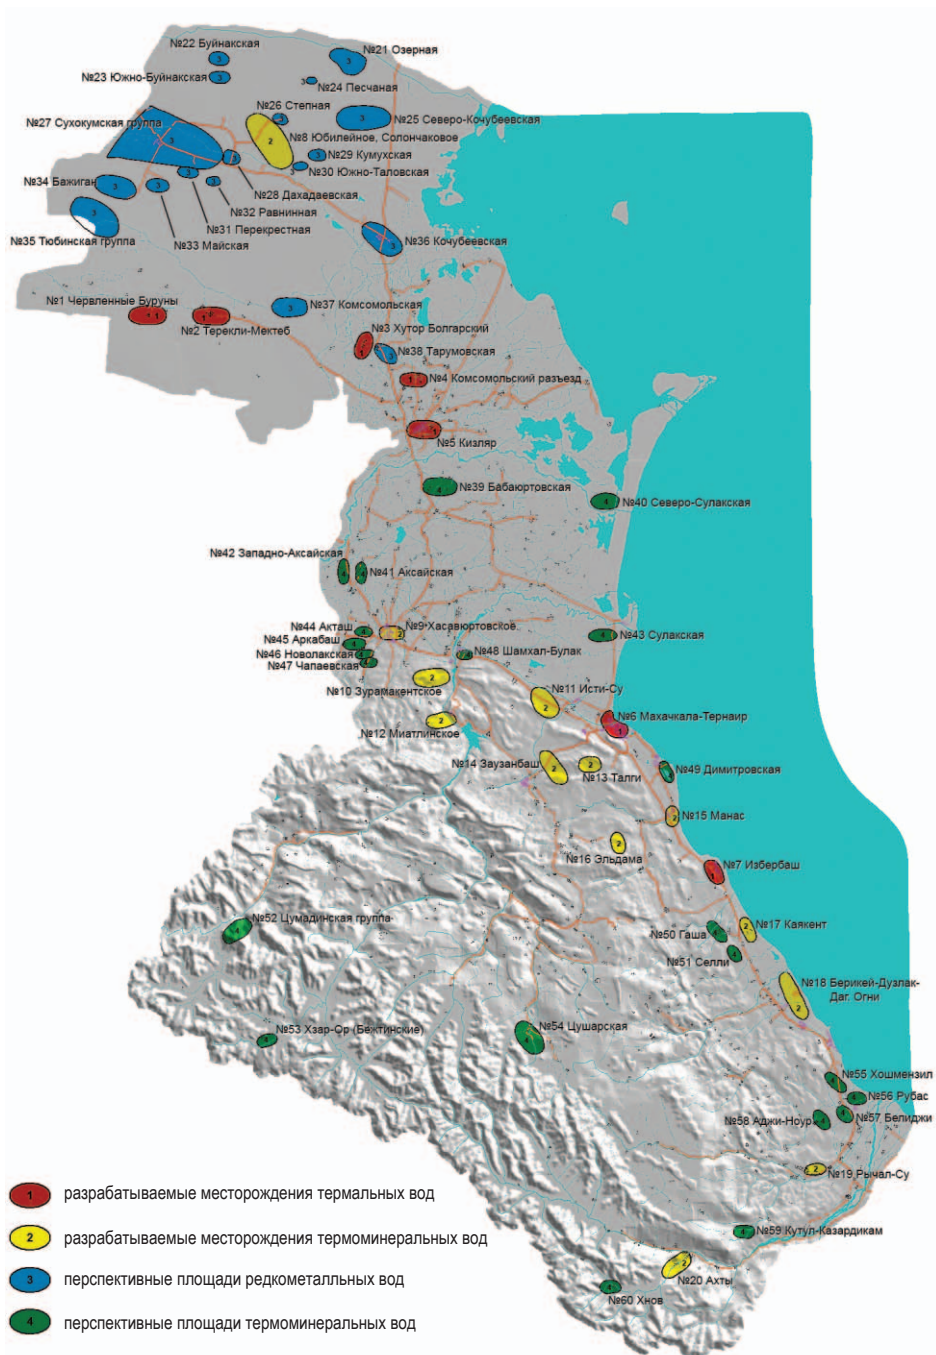 №22 Буйнакская
№21 Озерная
№23 Южно-Буйнакская
№24 Песчаная
№26 Степная
№25 Северо-Кочубеевская
№27 Сухокумская группа
№8 Юбилейное, Солончаковое
№29 Кумухская
№30 Южно-Таловская
№34 Бажиган
№28 Дахадаевская
№32 Равнинная
№31 Перекрестная
№33 Майская
№35 Тюбинская группа
№36 Кочубеевская
№1 Червленные Буруны
№37 Комсомольская
№2 Терекли-Мектеб
№3 Хутор Болгарский
№38 Тарумовская
№4 Комсомольский разъезд
№5 Кизляр
№39 Бабаюртовская
№40 Северо-Сулакская
№42 Западно-Аксайская
№41 Аксайская
№44 Акташ
№9-Хасавюртовское
№45 Аркабаш
№43 Сулакская
№46 Новолакская
№48 Шамхал-Булак
№47 Чапаевская
№10 Зурамакентское
№11 Исти-Су
№6 Махачкала-Тернаир
№12 Миатлинское
№14 Заузанбаш
№13 Талги
№49 Димитровская
№15 Манас
№16 Эльдама
№7 Избербаш
№52 Цумадинская группа
№17 Каякент
№50 Гаша
№51 Селли
№18 Берикей-Дузлак-
Даг. Огни
№53 Хзар-Ор (Бежтинские)
№54 Цушарская
№55 Хошмензил
№56 Рубас
№57 Белиджи
№58 Аджи-Ноур
№19 Рычал-Су
№59 Кутул-Казардикам
№20 Ахты
№60 Хнов
1 разрабатываемые месторождения термальных вод
2 разрабатываемые месторождения термоминеральных вод
3 перспективные площади редкометалльных вод
4 перспективные площади термоминеральных вод